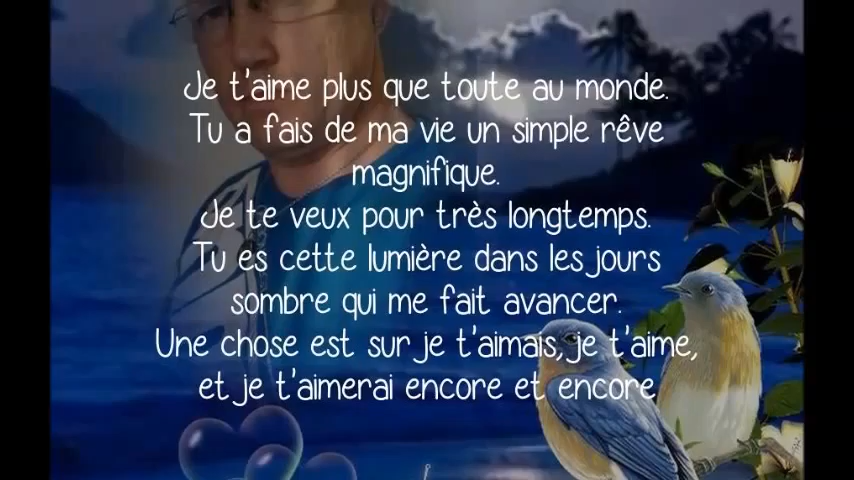 Je t'aime plus que toute au monde.
Tu a fais de ma vie un simple rêve
magnifique.
Je te veux pour très longtemps.
Tu es cette lumière dans les jours
sombre qui me fait avancer.
Une chose est sur je t'aimais, je t'aime,
et je t'aimerai encore et encore